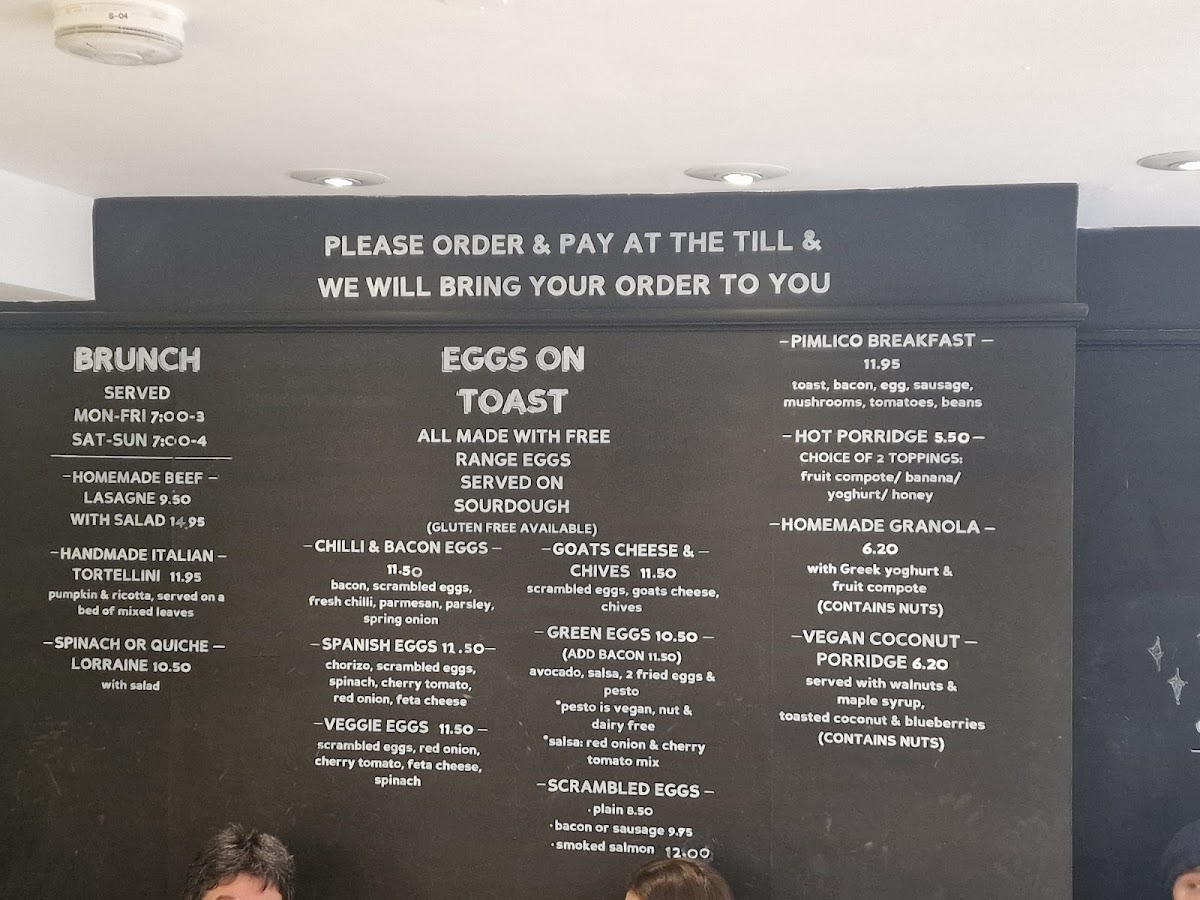 S-04
PLEASE ORDER & PAY AT THE TILL &
WE WILL BRING YOUR ORDER TO YOU
BRUNCH
SERVED
MON-FRI 7:00-3
SAT-SUN 7:00-4
-HOMEMADE BEEF-
LASAGNE 9.50
WITH SALAD 14.95
-HANDMADE ITALIAN-
TORTELLINI 11.95
pumpkin & ricotta, served on a
bed of mixed leaves
-SPINACH OR QUICHE-
LORRAINE 10.50
with salad
EGGS ON
TOAST
ALL MADE WITH FREE
RANGE EGGS
SERVED ON
SOURDOUGH
(GLUTEN FREE AVAILABLE)
-CHILLI & BACON EGGS-
11.50
bacon, scrambled eggs,
fresh chilli, parmesan, parsley,
spring onion
-SPANISH EGGS 12.50-
chorizo, scrambled eggs,
spinach, cherry tomato,
red onion, feta cheese
-VEGGIE EGGS 11.50-
scrambled eggs, red onion,
cherry tomato, feta cheese,
spinach
-GOATS CHEESE &-
CHIVES 11.50
scrambled eggs, goats cheese,
chives
-GREEN EGGS 10.50-
(ADD BACON 11.50)
avocado, salsa, 2 fried eggs &
pesto
*pesto is vegan, nut &
dairy free
*salsa: red onion & cherry
tomato mix
-SCRAMBLED EGGS-
·plain 8.50
·bacon or sausage 9.95
·smoked salmon 12.00
-PIMLICO BREAKFAST-
11.95
toast, bacon, egg, sausage,
mushrooms, tomatoes, beans
-HOT PORRIDGE 5.50-
CHOICE OF 2 TOPPINGS:
fruit compote/ banana/
yoghurt/ honey
-HOMEMADE GRANOLA-
6.20
with Greek yoghurt &
fruit compote
(CONTAINS NUTS)
-VEGAN COCONUT-
PORRIDGE 6.20
served with walnuts &
maple syrup,
toasted coconut & blueberries
(CONTAINS NUTS)